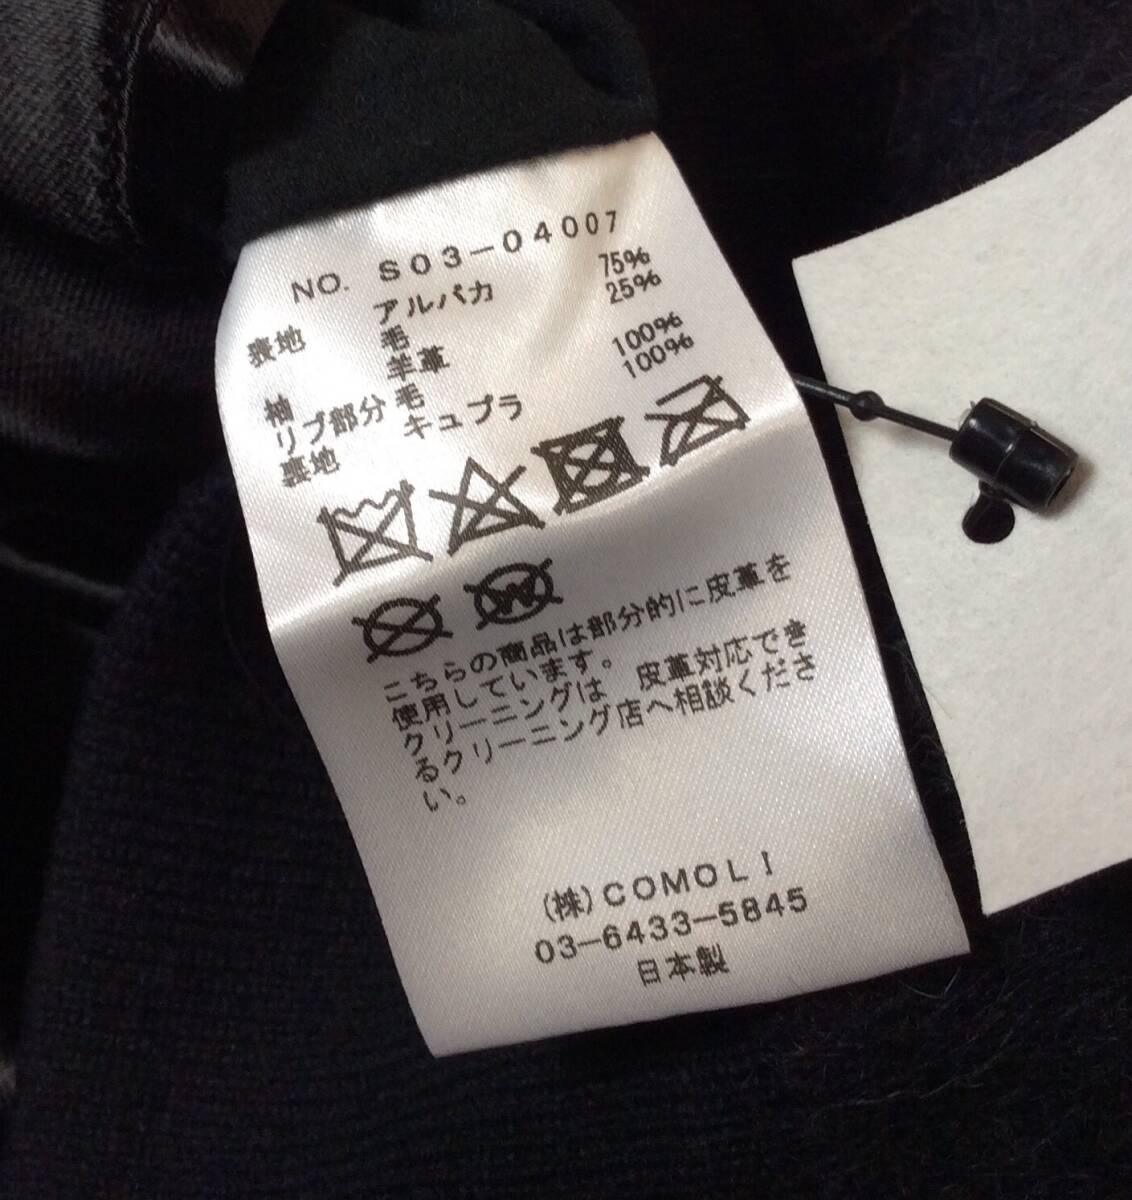 NO. S03-04007
表地 アルパカ 75%
毛 25%
袖 羊革
リブ部分 毛 100%
裏地 キュプラ 100%
こちらの商品は部分的に皮革を
使用しています。
クリーニングは 皮革対応でき
るクリーニング店へ相談くださ
い。
(株)COMOLI
03-6433-5845
日本製